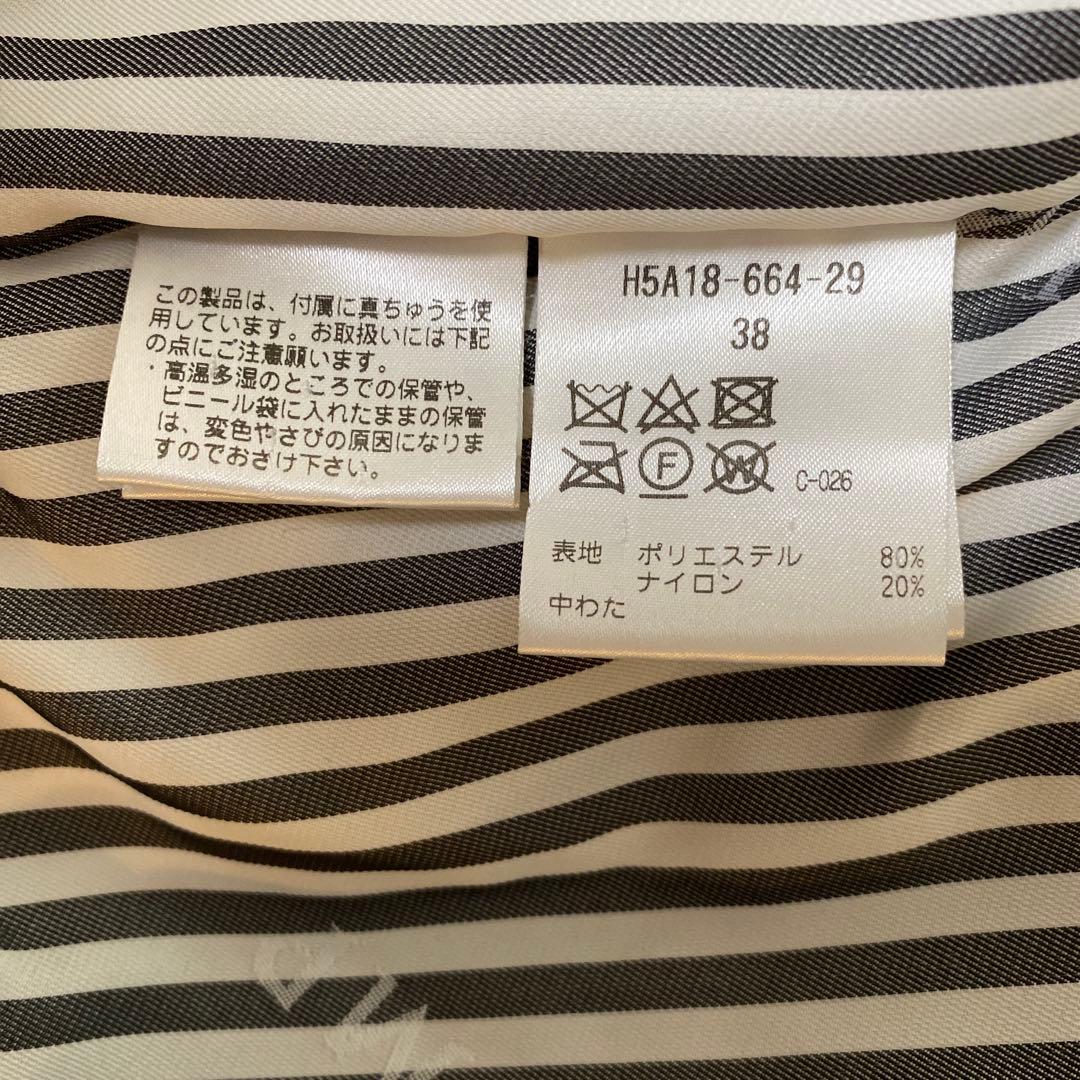 この製品は、付属に真ちゅうを使
用しています。お取扱いには下記
の点にご注意願います。
・高温多湿のところでの保管や、
ビニール袋に入れたままの保管
は、変色やさびの原因になりま
すのでおさけ下さい。
H5A18-664-29
38
F
W
C-026
表地 ポリエステル 80%
ナイロン 20%
中わた